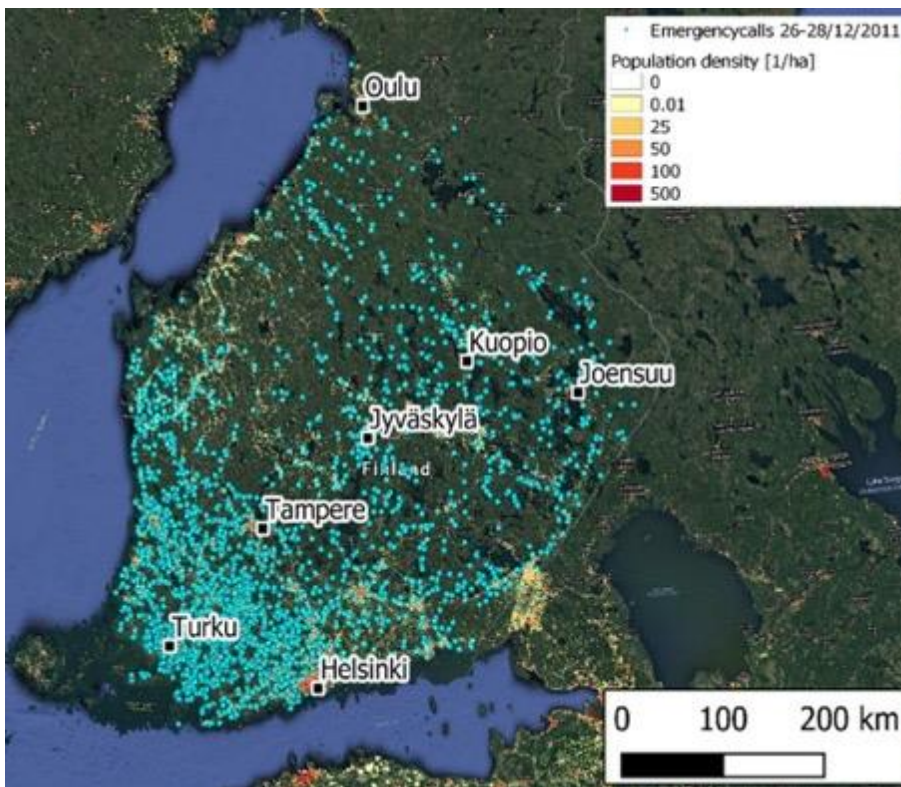 Emergencycalls 26-28/12/2011
Population density [1/ha]
0
0.01
25
50
100
500
Oulu
Kuopio
Joensuu
Jyväskylä
Finland
Tampere
Turku
Helsinki
0 100 200 km